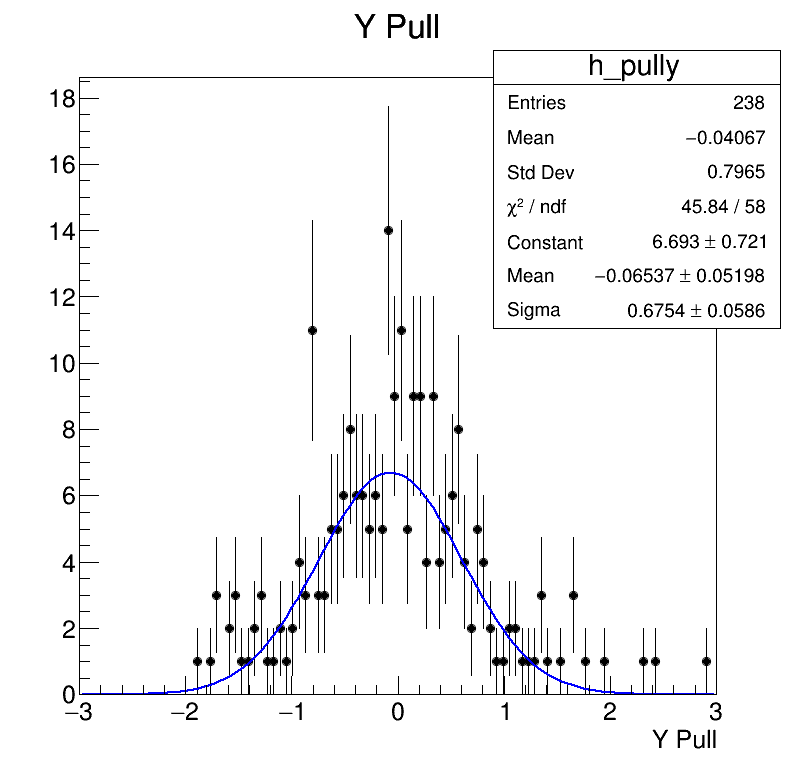 Y Pull
h_pully
Entries 238
Mean −0.04067
Std Dev 0.7965
χ² / ndf 45.84 / 58
Constant 6.693 ± 0.721
Mean −0.06537 ± 0.05198
Sigma 0.6754 ± 0.0586
18
16
14
12
10
8
6
4
2
0
−3 −2 −1 0 1 2 3
Y Pull